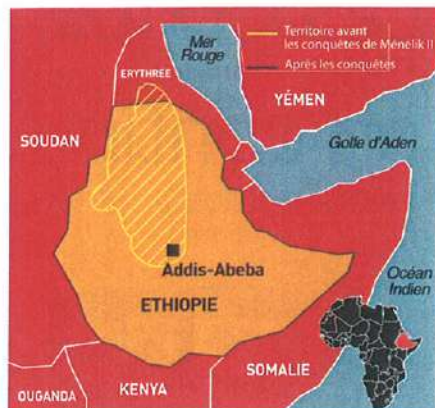 Territoire avant
les conquêtes de Ménélik II
Après les conquêtes
Mer
Rouge
ERYTHRÉE
YÉMEN
SOUDAN
Golfe d'Aden
Addis-Abeba
ETHIOPIE
Océan
Indien
SOMALIE
KENYA
OUGANDA